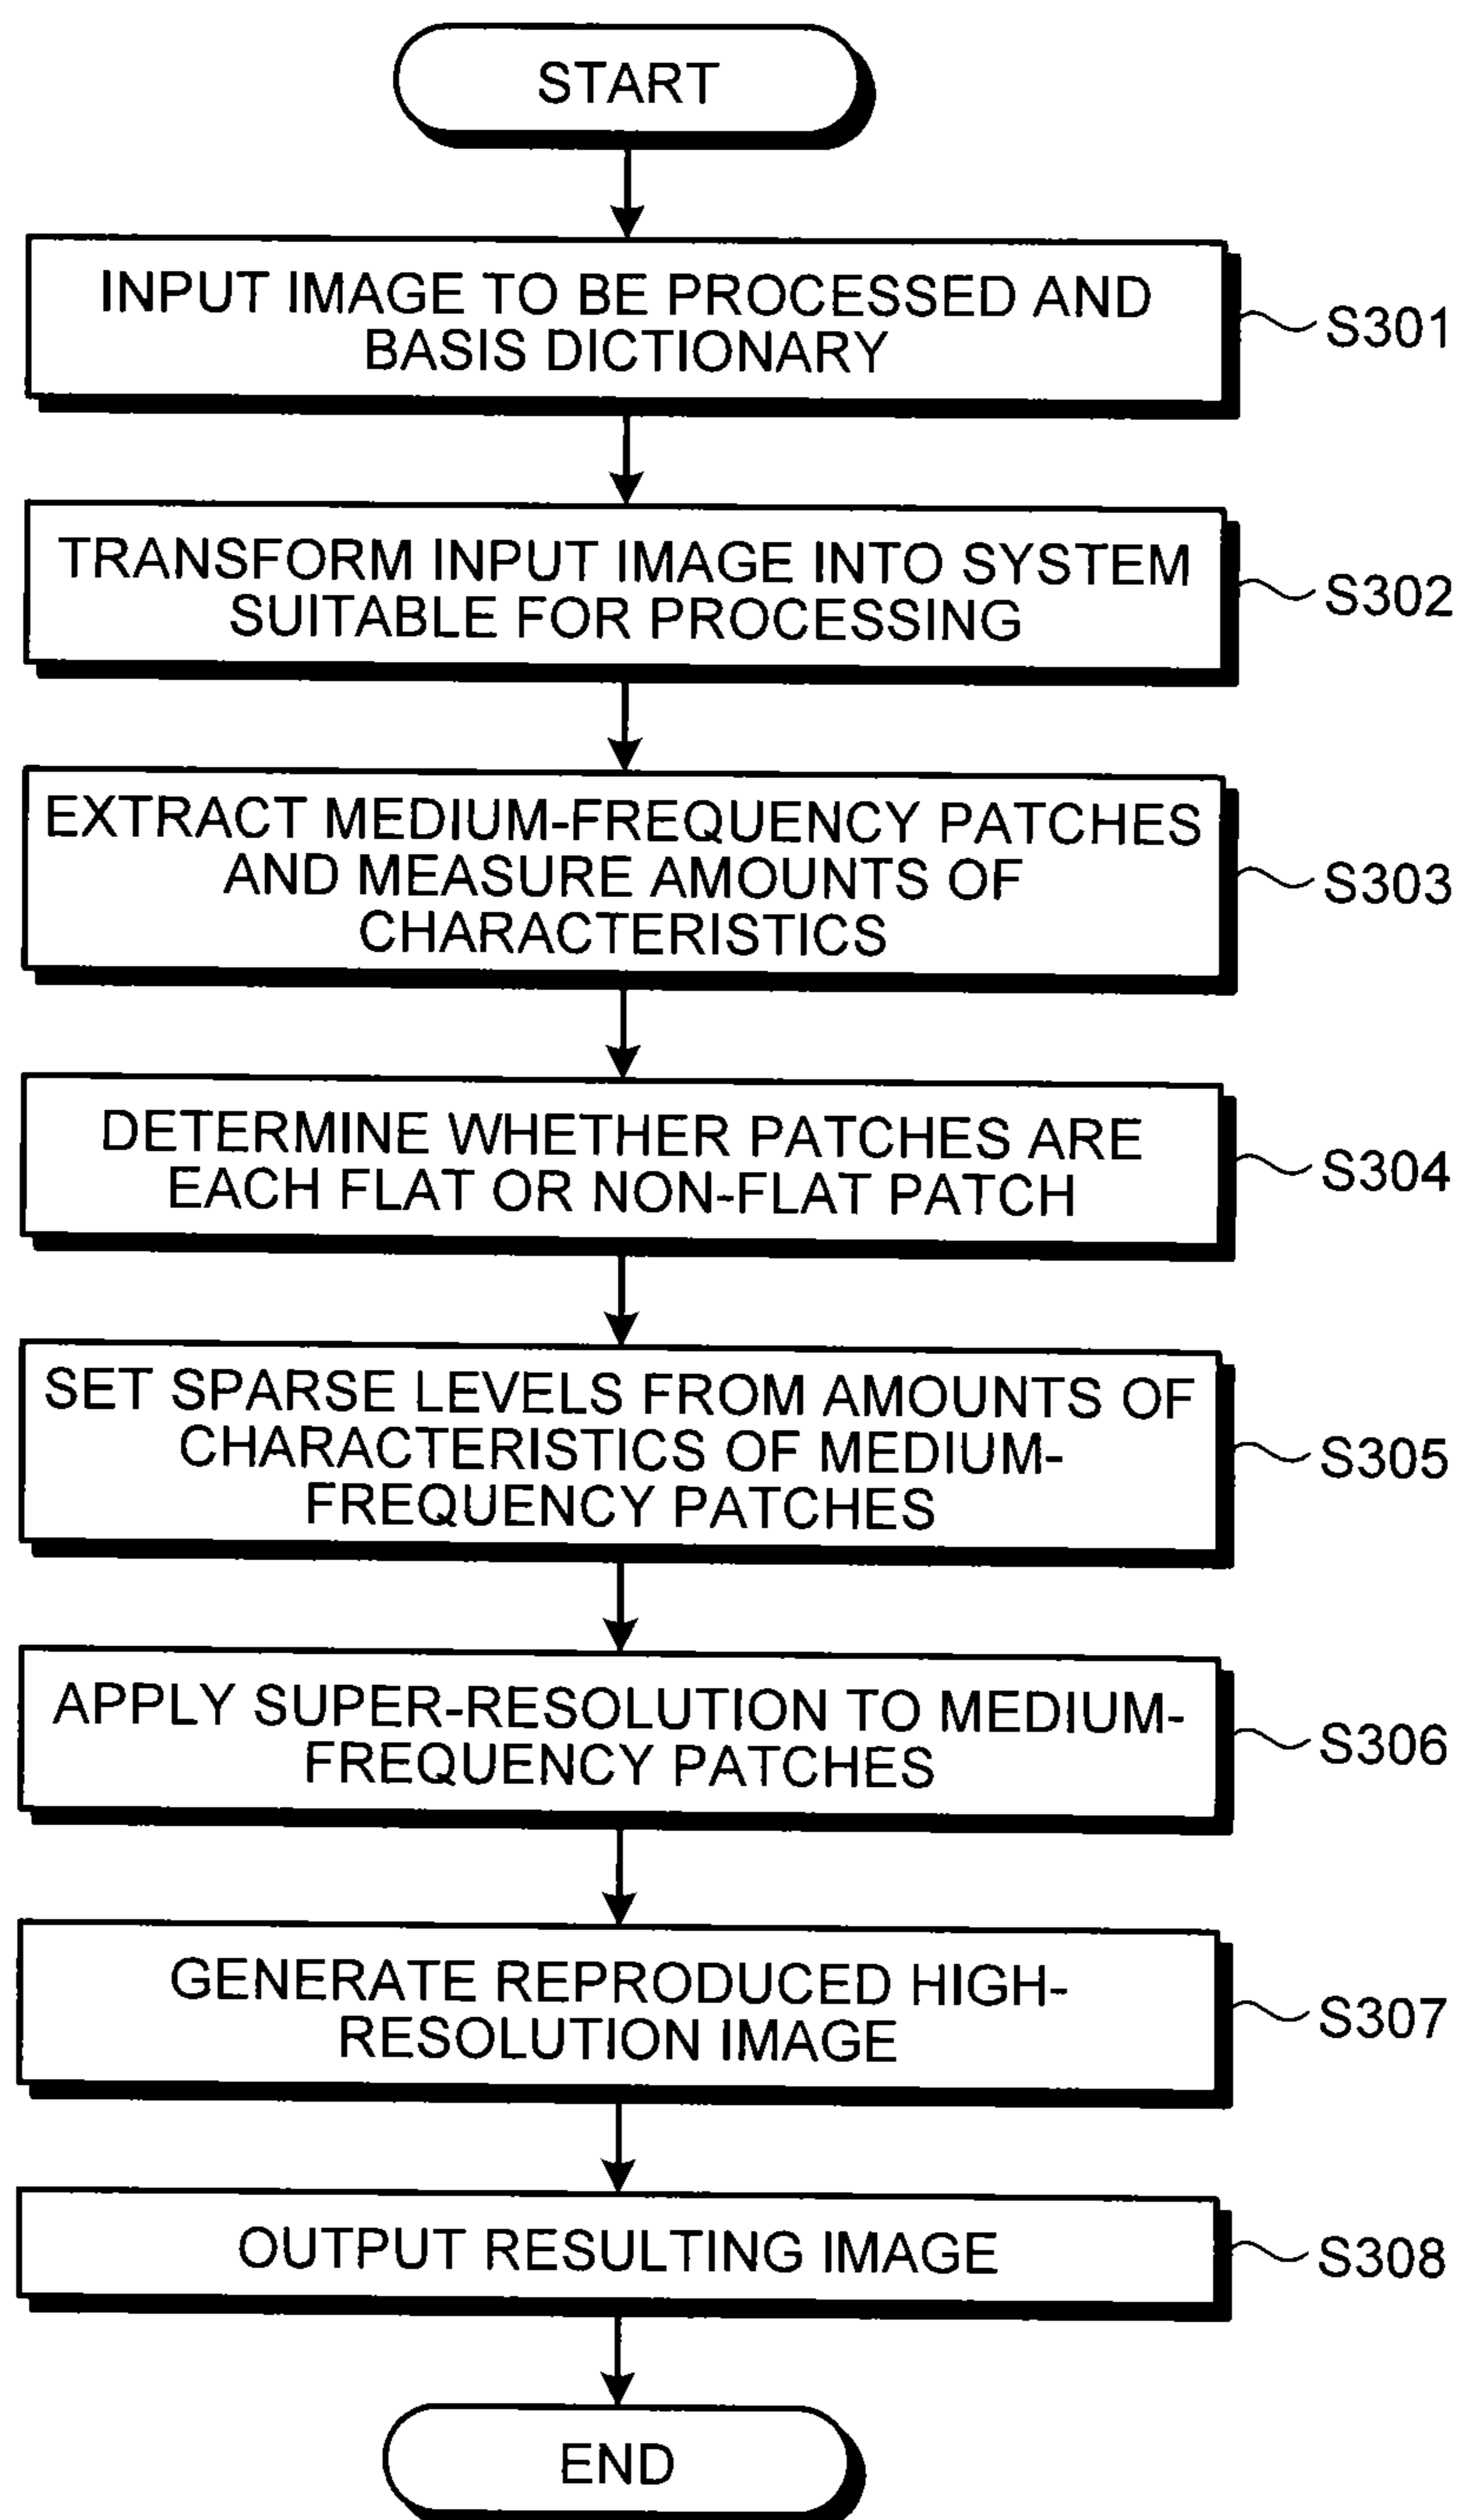 START
INPUT IMAGE TO BE PROCESSED AND
BASIS DICTIONARY
S301
TRANSFORM INPUT IMAGE INTO SYSTEM
SUITABLE FOR PROCESSING
S302
EXTRACT MEDIUM-FREQUENCY PATCHES
AND MEASURE AMOUNTS OF
CHARACTERISTICS
S303
DETERMINE WHETHER PATCHES ARE
EACH FLAT OR NON-FLAT PATCH
S304
SET SPARSE LEVELS FROM AMOUNTS OF
CHARACTERISTICS OF MEDIUM-
FREQUENCY PATCHES
S305
APPLY SUPER-RESOLUTION TO MEDIUM-
FREQUENCY PATCHES
S306
GENERATE REPRODUCED HIGH-
RESOLUTION IMAGE
S307
OUTPUT RESULTING IMAGE
S308
END